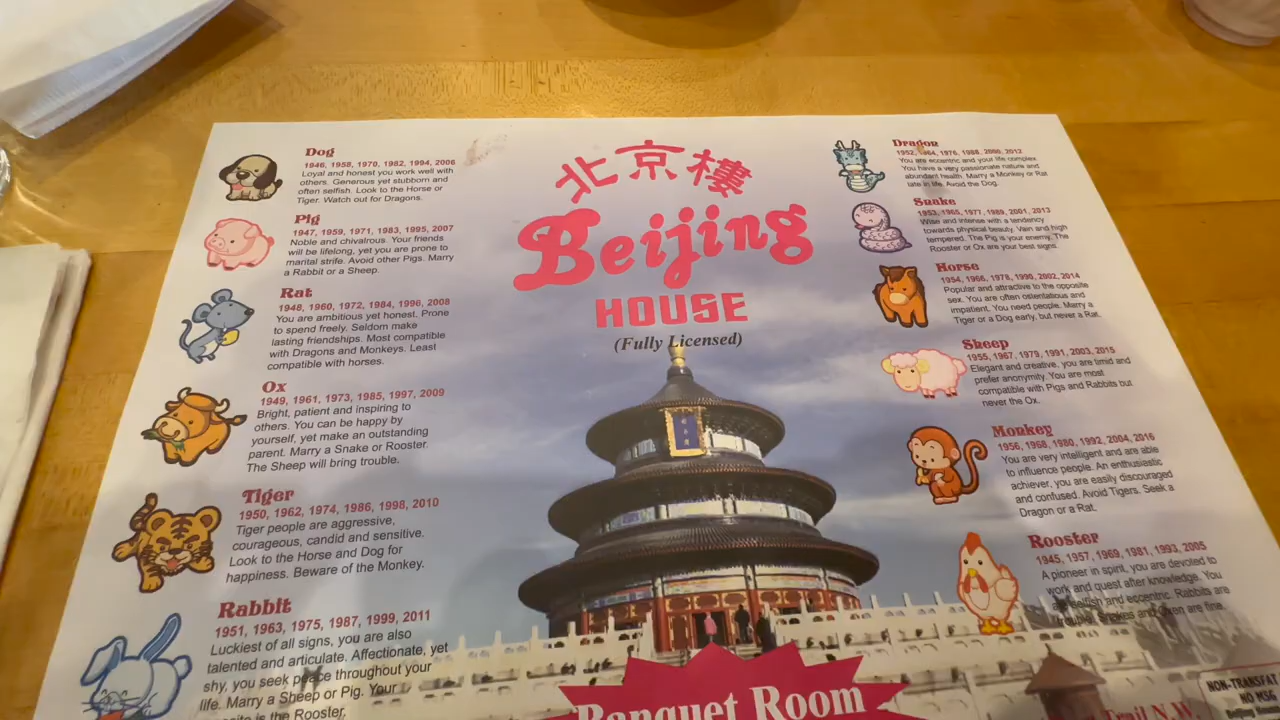 Dog
1946, 1958, 1970, 1982, 1994, 2006
Loyal and honest you work well with
others. Generous yet stubborn and
often selfish. Look to the Horse or
Tiger. Watch out for Dragons.
Pig
1947, 1959, 1971, 1983, 1995, 2007
Noble and chivalrous. Your friends
will be lifelong, yet you are prone to
marital strife. Avoid other Pigs. Marry
a Rabbit or a Sheep.
Rat
1948, 1960, 1972, 1984, 1996, 2008
You are ambitious yet honest. Prone
to spend freely. Seldom make
lasting friendships. Most compatible
with Dragons and Monkeys. Least
compatible with horses.
Ox
1949, 1961, 1973, 1985, 1997, 2009
Bright, patient and inspiring to
others. You can be happy by
yourself, yet make an outstanding
parent. Marry a Snake or Rooster.
The Sheep will bring trouble.
Tiger
1950, 1962, 1974, 1986, 1998, 2010
Tiger people are aggressive,
courageous, candid and sensitive.
Look to the Horse and Dog for
happiness. Beware of the Monkey.
Rabbit
1951, 1963, 1975, 1987, 1999, 2011
Luckiest of all signs, you are also
talented and articulate. Affectionate, yet
shy, you seek peace throughout your
life. Marry a Sheep or Pig. Your
is the Rooster.
北京樓
Beijing
HOUSE
(Fully Licensed)
Banquet Room
Dragon
1952, 1964, 1976, 1988, 2000, 2012
You are eccentric and your life complex.
You have a very passionate nature and
abundant health. Marry a Monkey or Rat
late in life. Avoid the Dog.
Snake
1953, 1965, 1977, 1989, 2001, 2013
Wise and intense with a tendency
towards physical beauty. Vain and high
tempered. The Pig is your enemy. The
Rooster or Ox are your best signs.
Horse
1954, 1966, 1978, 1990, 2002, 2014
Popular and attractive to the opposite
sex. You are often ostentatious and
impatient. You need people. Marry a
Tiger or a Dog early, but never a Rat.
Sheep
1955, 1967, 1979, 1991, 2003, 2015
Elegant and creative, you are timid and
prefer anonymity. You are most
compatible with Pigs and Rabbits but
never the Ox.
Monkey
1956, 1968, 1980, 1992, 2004, 2016
You are very intelligent and are able
to influence people. An enthusiastic
achiever, you are easily discouraged
and confused. Avoid Tigers. Seek a
Dragon or a Rat.
Rooster
1945, 1957, 1969, 1981, 1993, 2005
A pioneer in spirit, you are devoted to
work and quest after knowledge. You
are selfish and eccentric. Rabbits are
trouble. Snakes and Oxen are fine.
NON-TRANSFAT
NO MSG
Beijing House
Trail N.W.